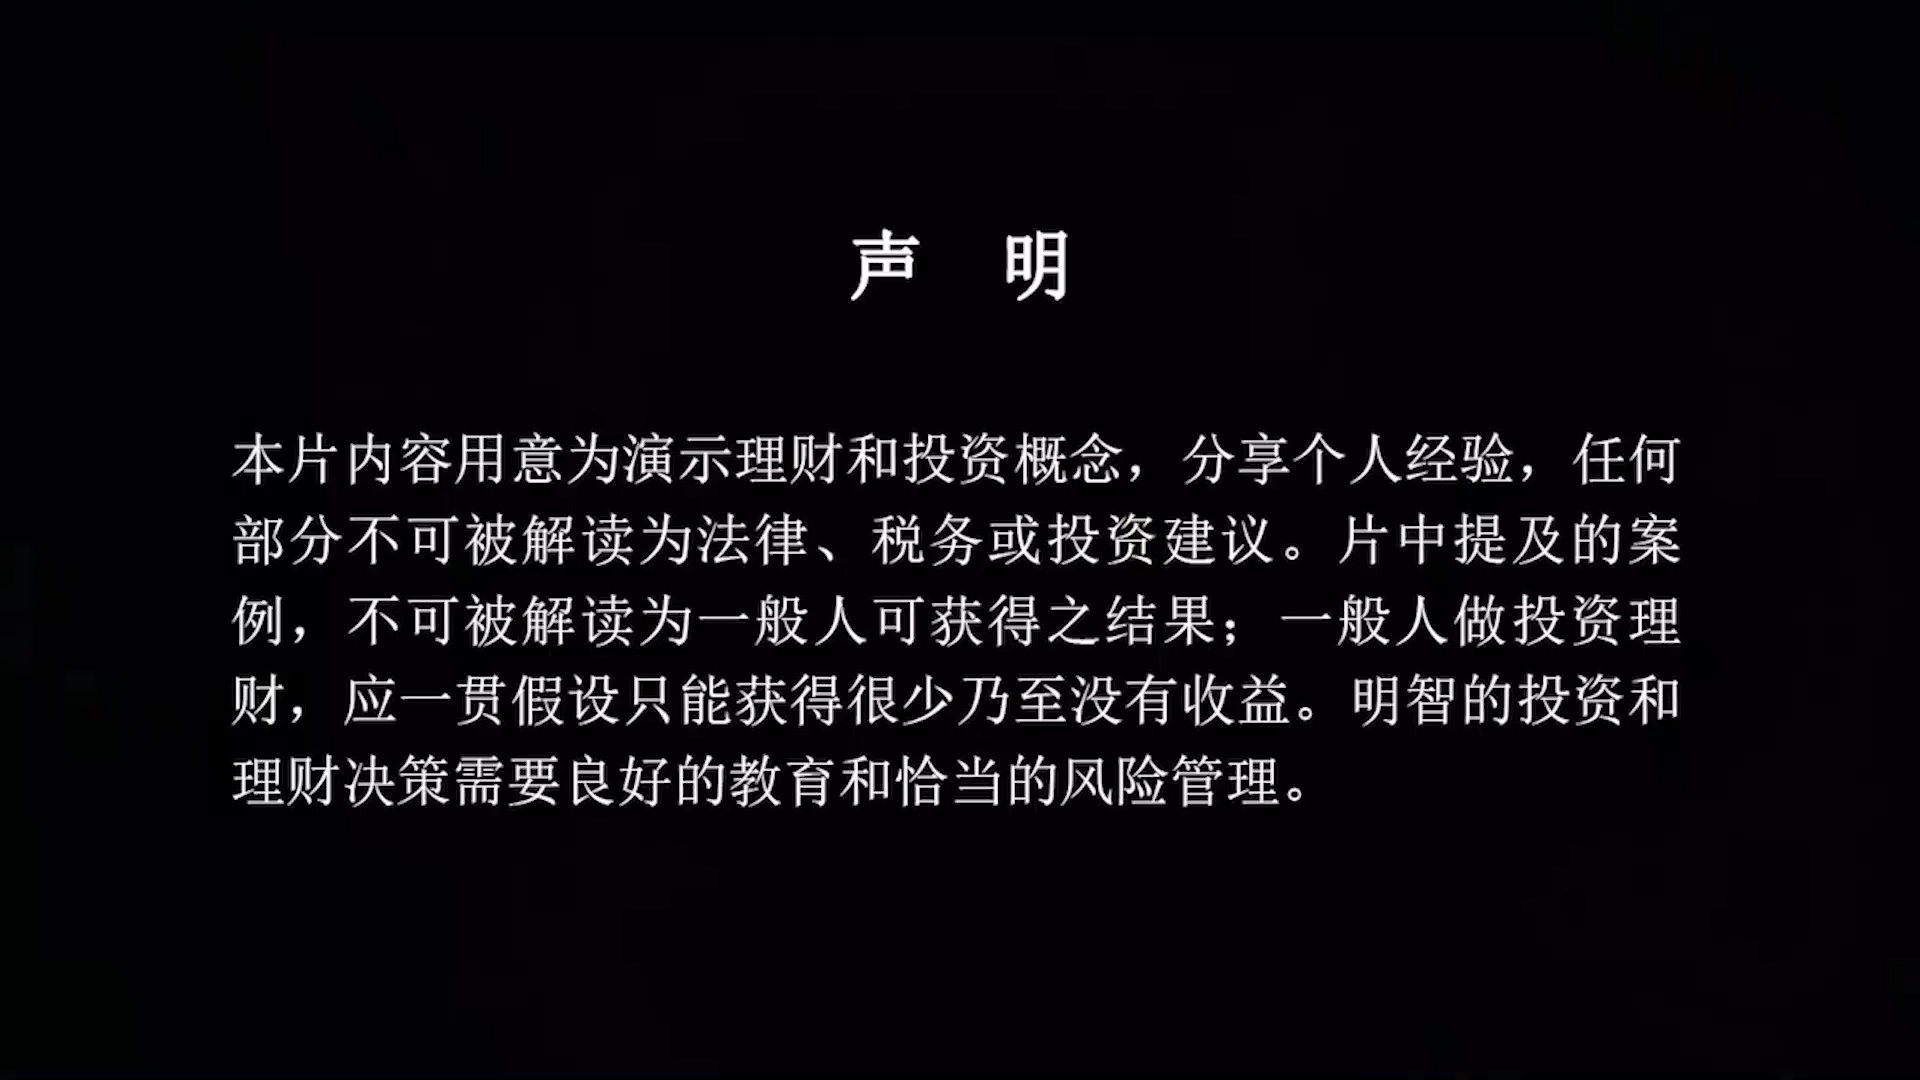 声 明
本片内容用意为演示理财和投资概念，分享个人经验，任何
部分不可被解读为法律、税务或投资建议。片中提及的案
例，不可被解读为一般人可获得之结果；一般人做投资理
财，应一贯假设只能获得很少乃至没有收益。明智的投资和
理财决策需要良好的教育和恰当的风险管理。